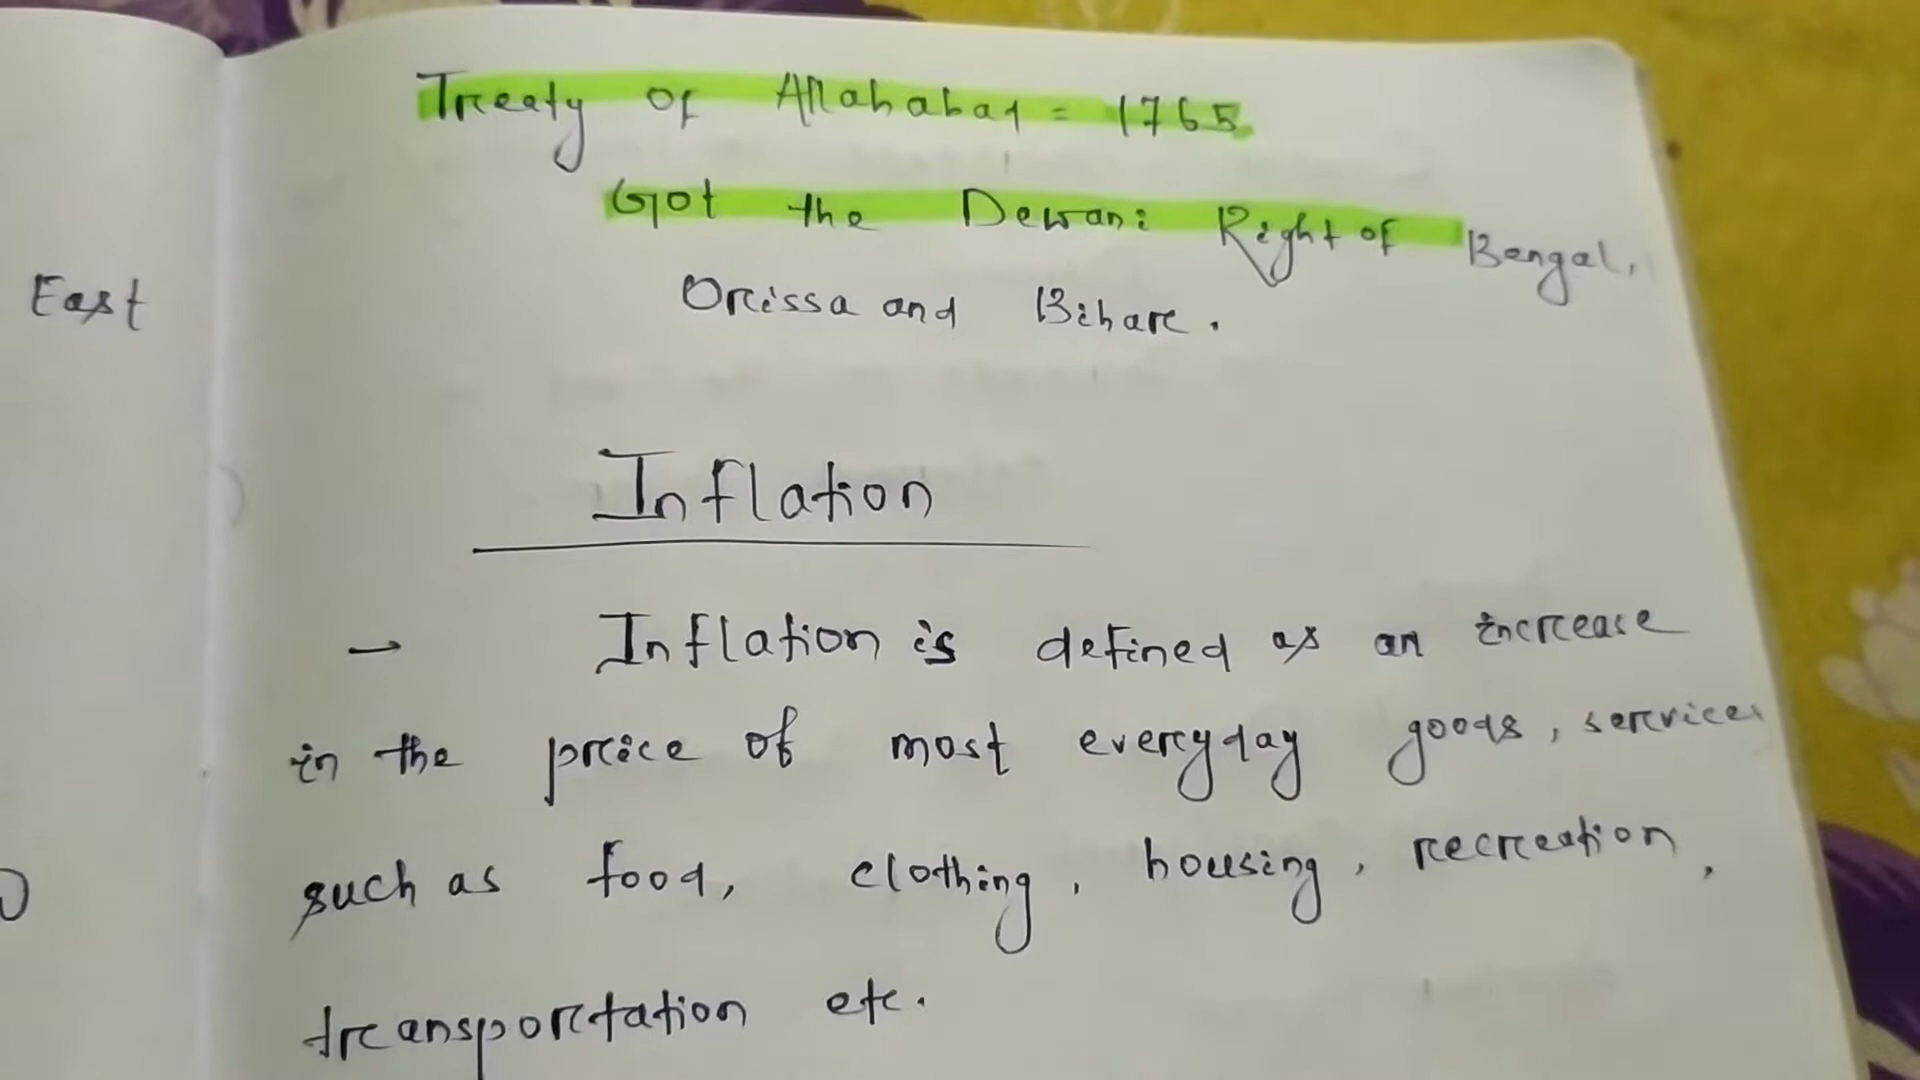 East
Treaty of Allahabad = 1765
Got the Dewani Right of Bengal,
Orissa and Bihar.
Inflation
→ Inflation is defined as an increase
in the price of most everyday goods, services
such as food, clothing, housing, recreation,
transportation etc.